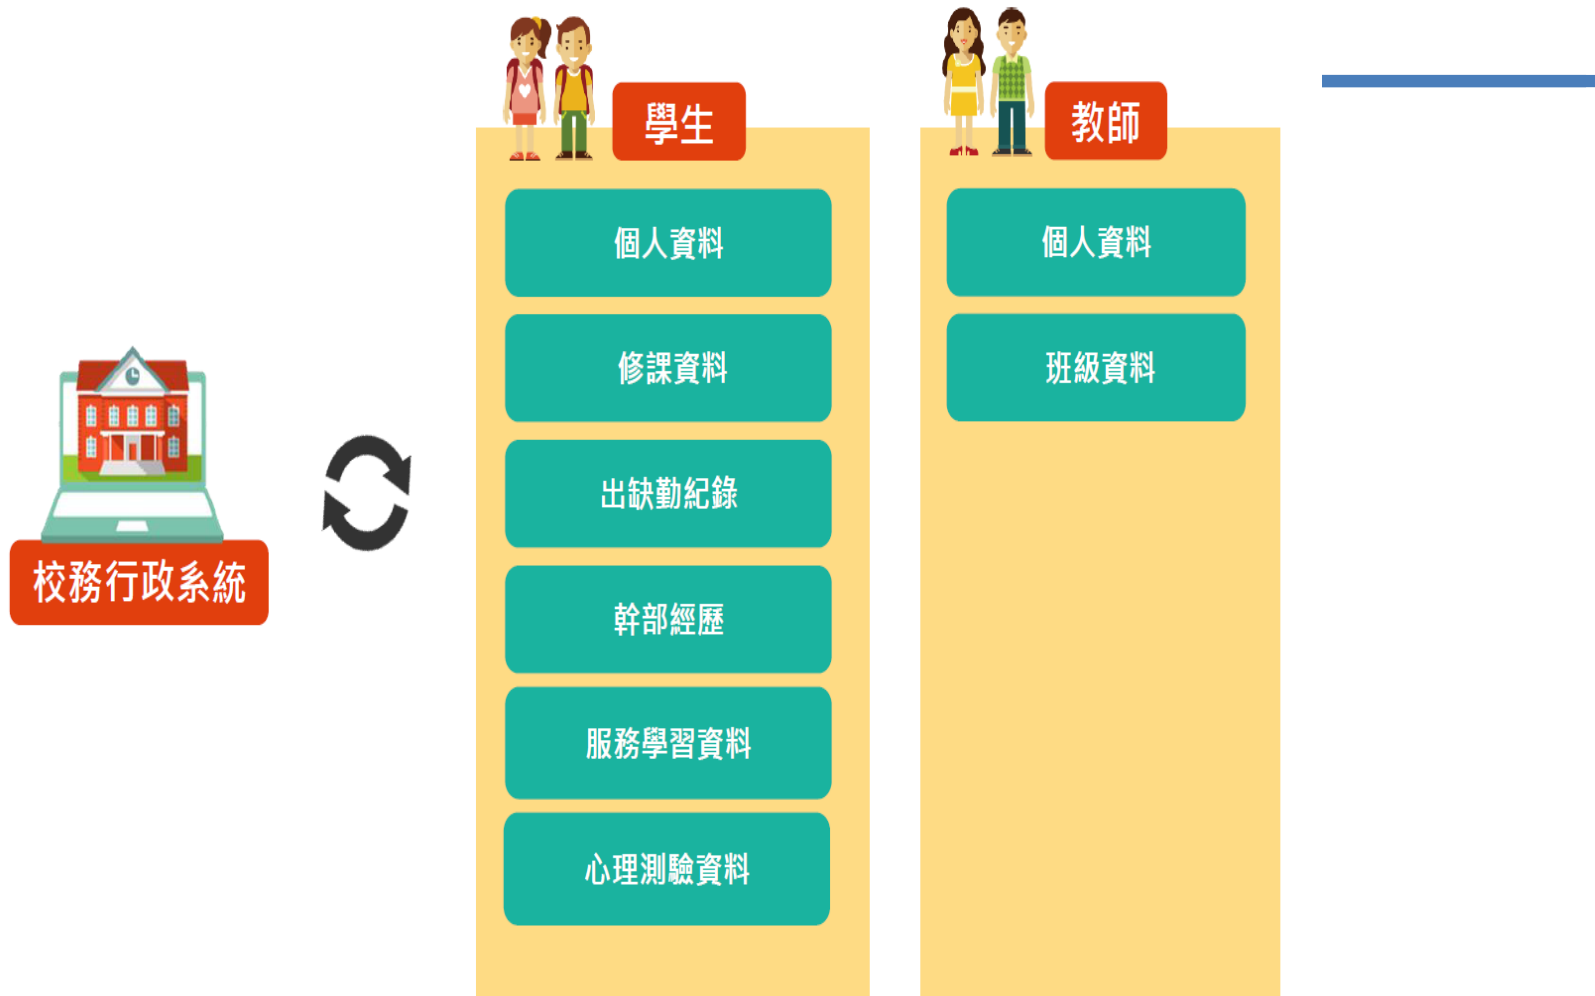 學生
教師
個人資料
個人資料
修課資料
班級資料
出缺勤紀錄
幹部經歷
服務學習資料
心理測驗資料
校務行政系統